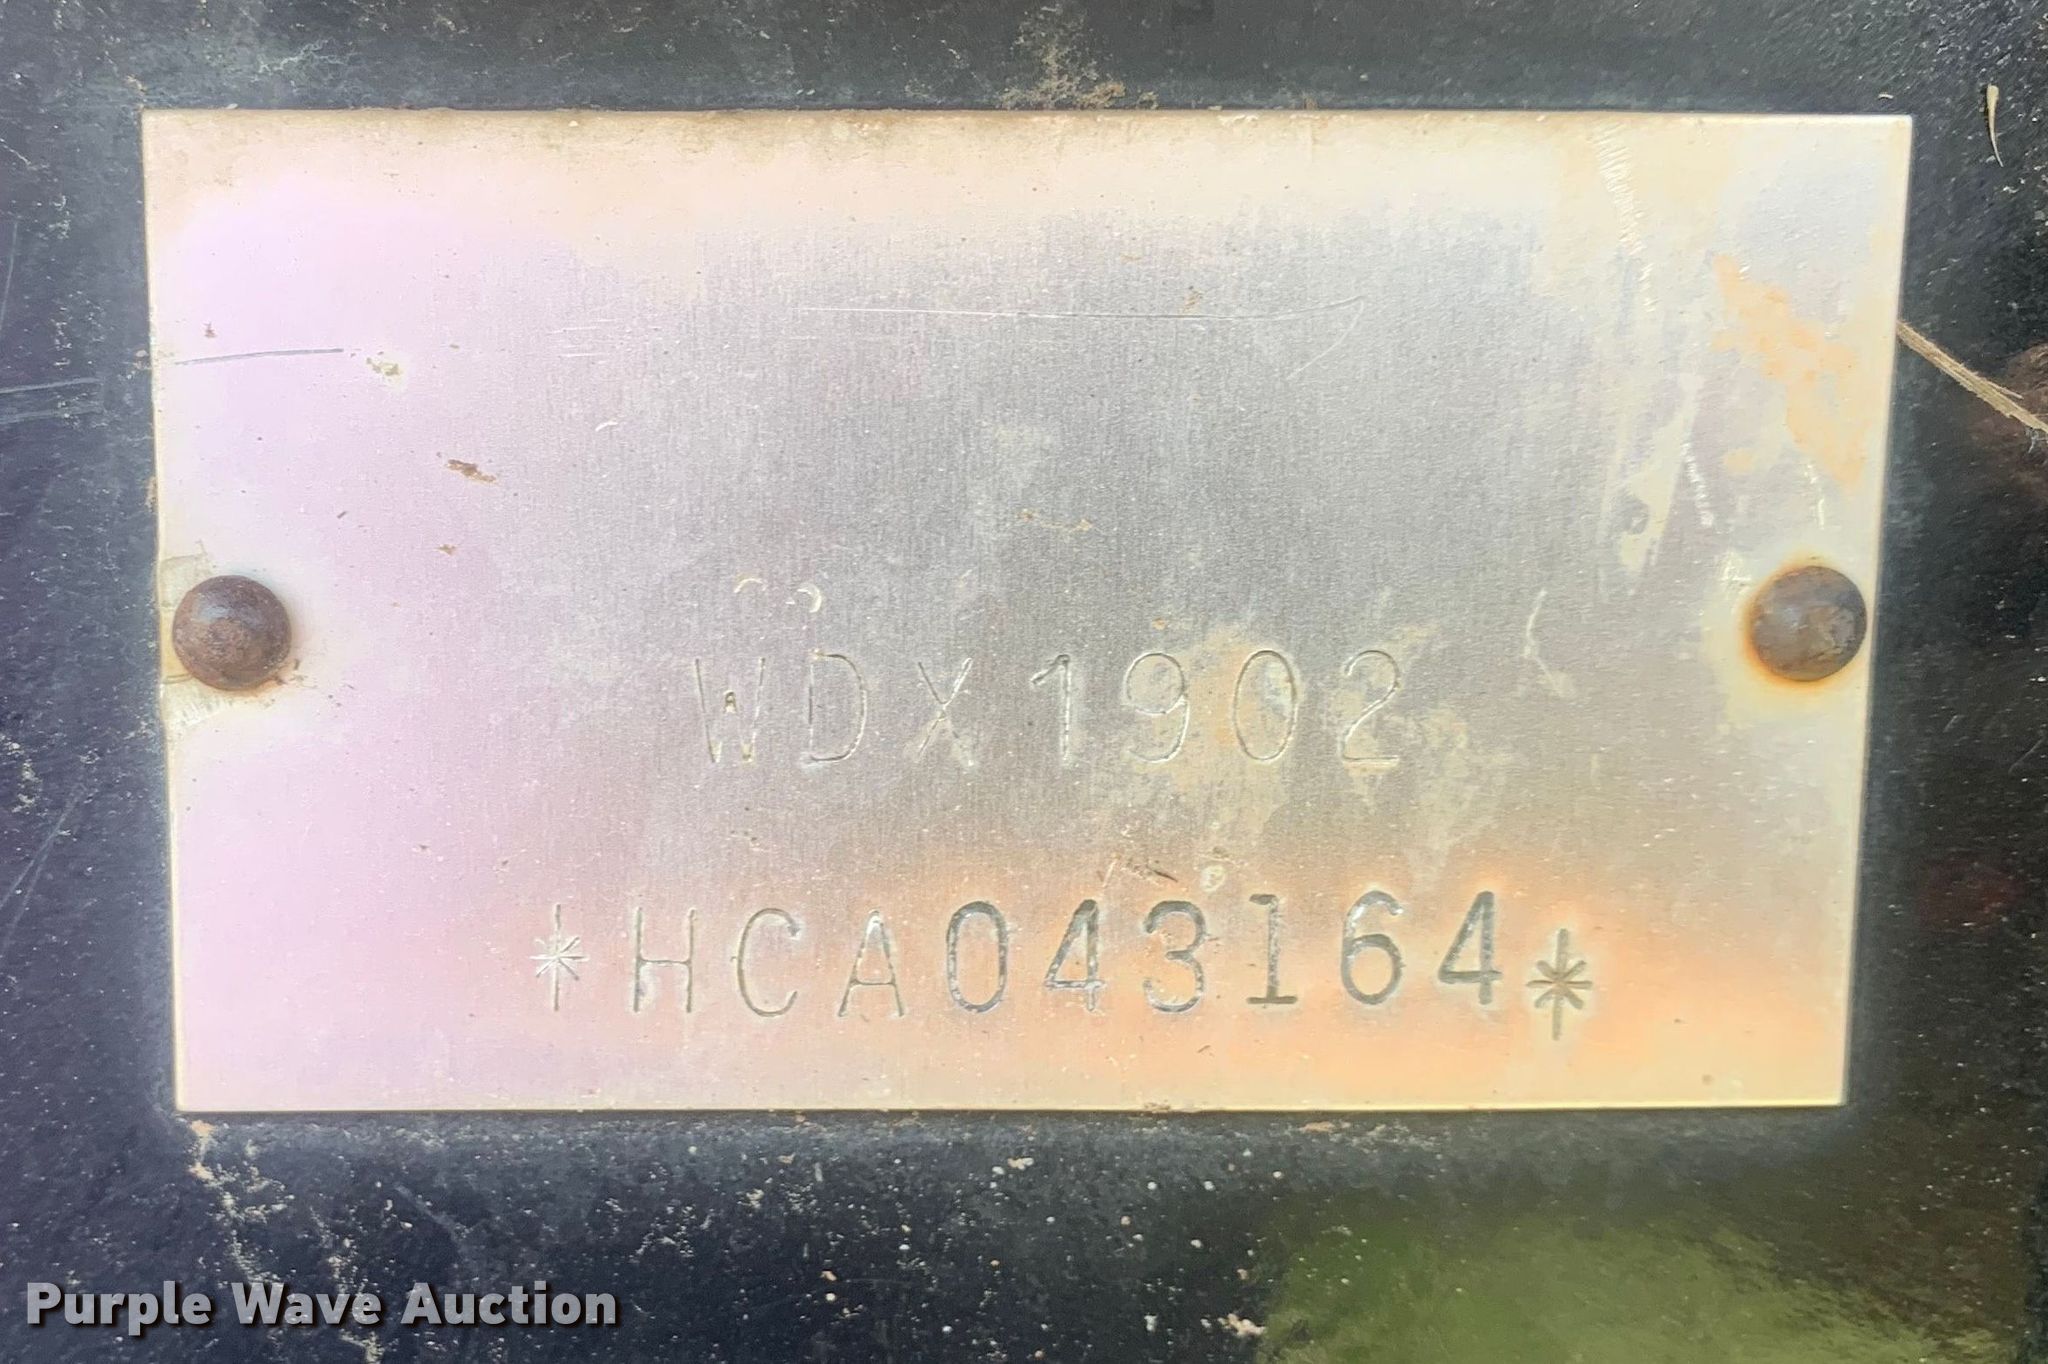 WDX1902
*HCA043164*
Purple Wave Auction